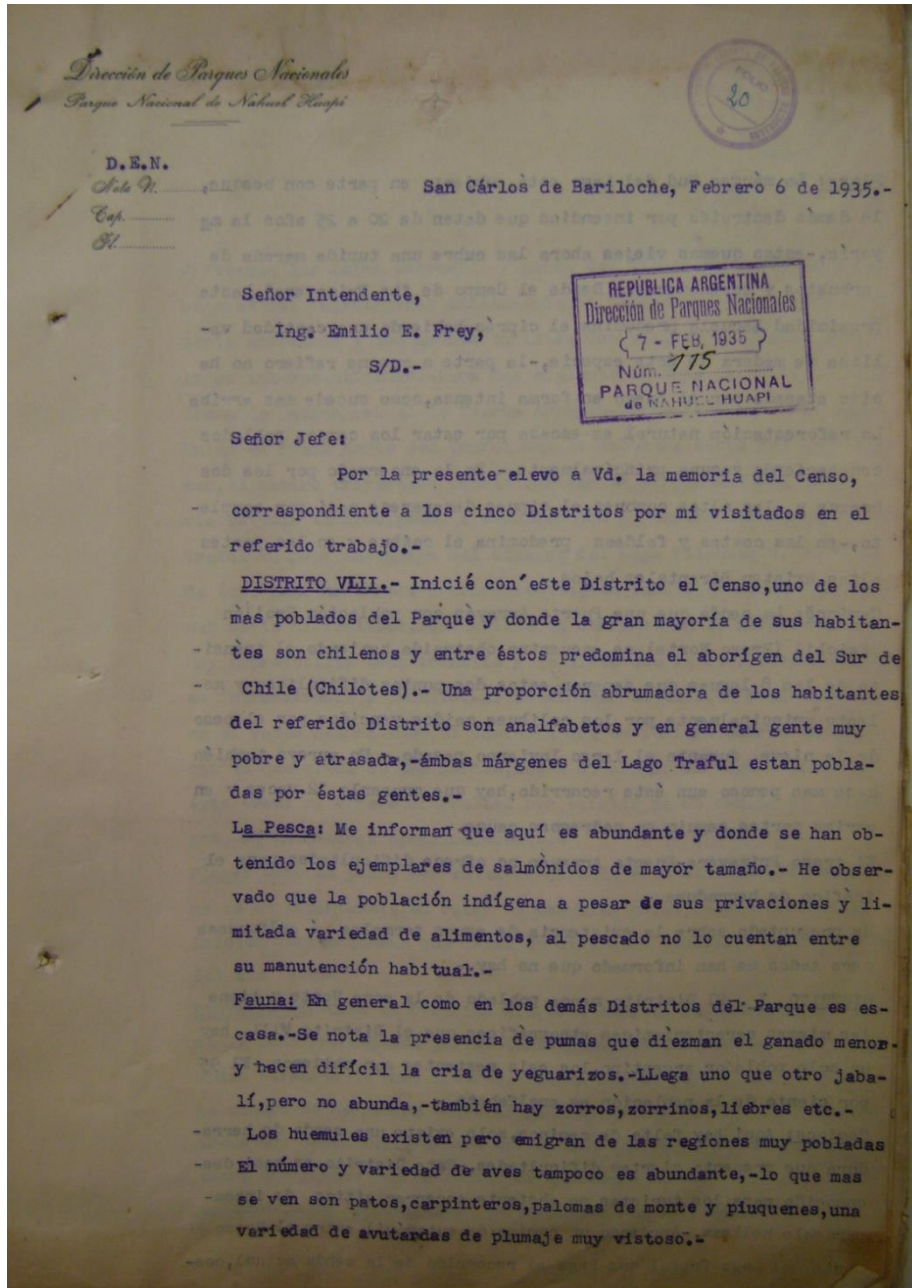 Dirección de Parques Nacionales
Parque Nacional de Nahuel Huapi
20
D.E.N.
Nota N.
Cap.
Fl.
San Cárlos de Bariloche, Febrero 6 de 1935.-
REPÚBLICA ARGENTINA
Dirección de Parques Nacionales
7 - FEB. 1935
Núm. 115
PARQUE NACIONAL
de NAHUEL HUAPI
Señor Intendente,
Ing. Emilio E. Frey,
S/D.-
Señor Jefe:
Por la presente elevo a Vd. la memoria del Censo,
correspondiente a los cinco Distritos por mi visitados en el
referido trabajo.-
DISTRITO VLII.- Inicié con este Distrito el Censo,uno de los
mas poblados del Parque y donde la gran mayoría de sus habitan-
tes son chilenos y entre éstos predomina el aborígen del Sur de
Chile (Chilotes).- Una proporción abrumadora de los habitantes
del referido Distrito son analfabetos y en general gente muy
pobre y atrasada,-ámbas márgenes del Lago Traful estan pobla-
das por éstas gentes.-
La Pesca: Me informan que aquí es abundante y donde se han ob-
tenido los ejemplares de salmónidos de mayor tamaño.- He obser-
vado que la población indígena a pesar de sus privaciones y li-
mitada variedad de alimentos, al pescado no lo cuentan entre
su manutención habitual.-
Fauna: En general como en los demás Distritos del Parque es es-
casa.-Se nota la presencia de pumas que diezman el ganado menor-
y hacen difícil la cria de yeguarizos.-LLega uno que otro jaba-
lí,pero no abunda,-también hay zorros,zorrinos,liebres etc.-
Los huemules existen pero emigran de las regiones muy pobladas
El número y variedad de aves tampoco es abundante,-lo que mas
se ven son patos,carpinteros,palomas de monte y piuquenes,una
variedad de avutardas de plumaje muy vistoso.-